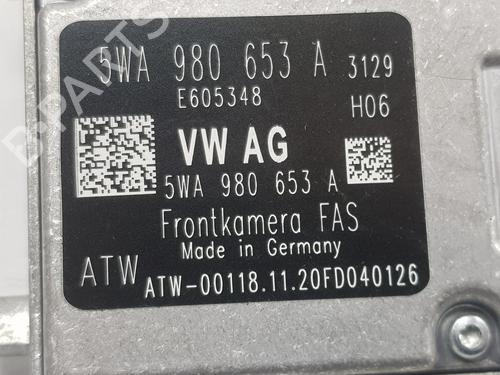 5WA 980 653 A 3129
E605348 H06
VW AG
5WA 980 653 A
Frontkamera FAS
Made in Germany
ATW ATW-00118.11.20FD040126